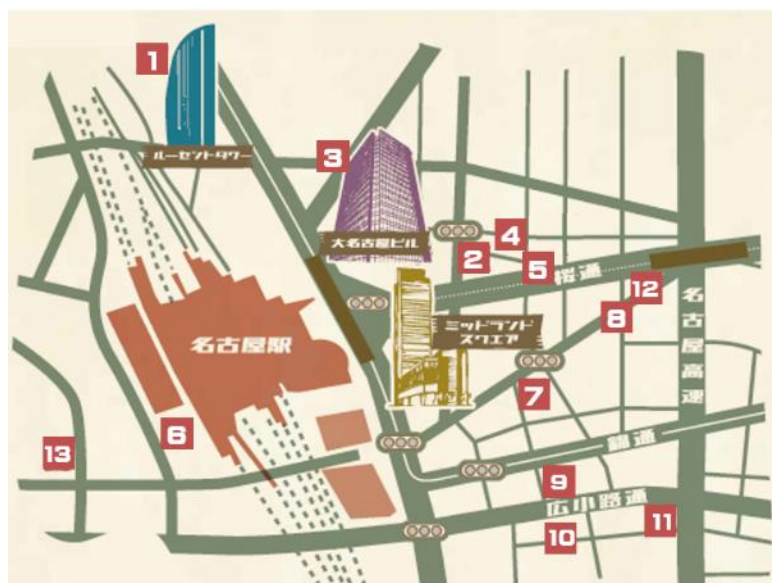 1
ルーセントタワー
3
大名古屋ビル
4
2
5
桜通
12
8
名古屋高速
ミッドランド
スクエア
名古屋駅
7
6
13
錦通
9
広小路通
11
10